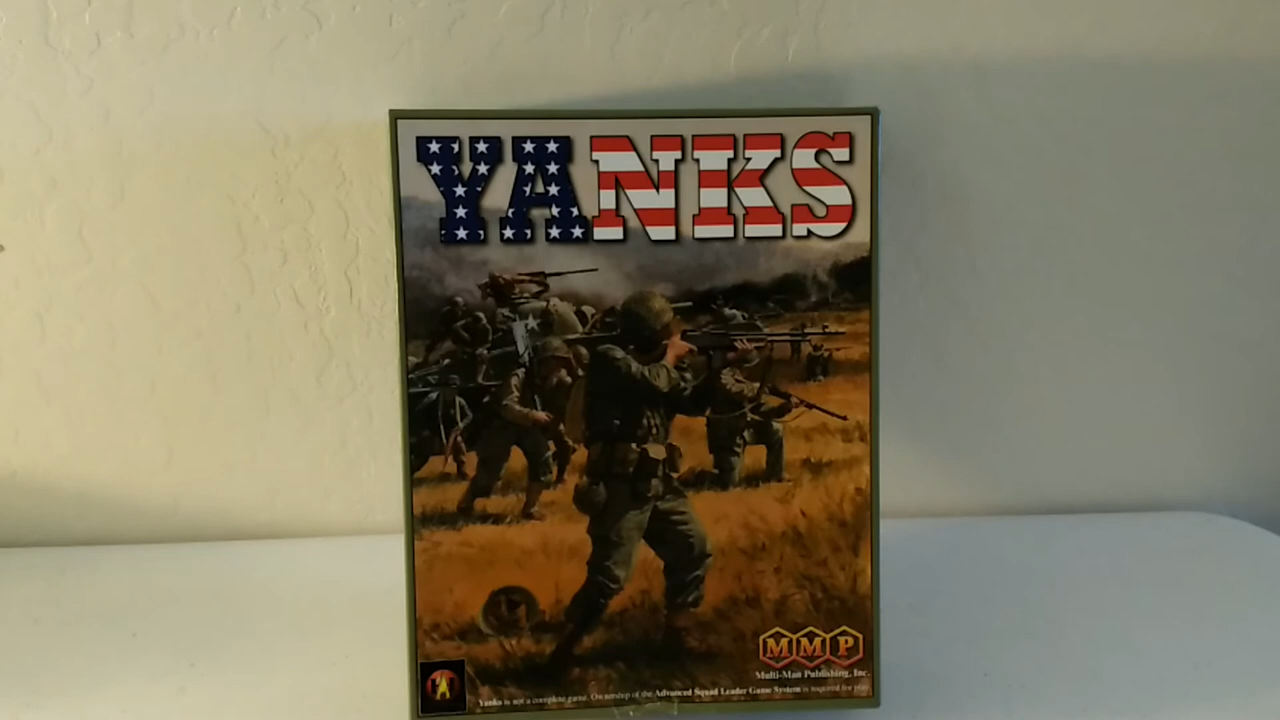 YANKS
MMP
Multi-Man Publishing, Inc.
Yanks is not a complete game. Ownership of the Advanced Squad Leader Game System is required for play